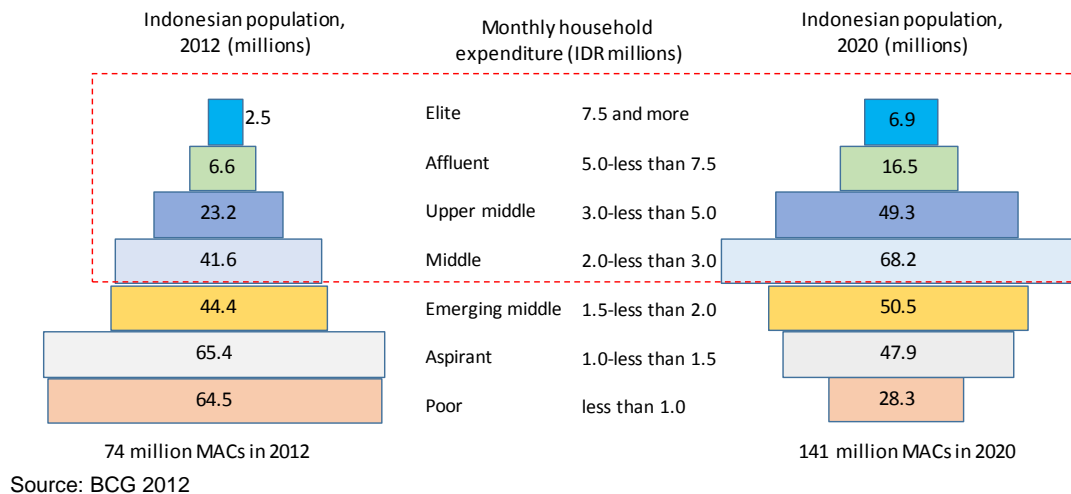 Indonesian population,
2012 (millions)
Monthly household
expenditure (IDR millions)
Indonesian population,
2020 (millions)
2.5 Elite 7.5 and more 6.9
6.6 Affluent 5.0-less than 7.5 16.5
23.2 Upper middle 3.0-less than 5.0 49.3
41.6 Middle 2.0-less than 3.0 68.2
44.4 Emerging middle 1.5-less than 2.0 50.5
65.4 Aspirant 1.0-less than 1.5 47.9
64.5 Poor less than 1.0 28.3
74 million MACs in 2012 141 million MACs in 2020
Source: BCG 2012